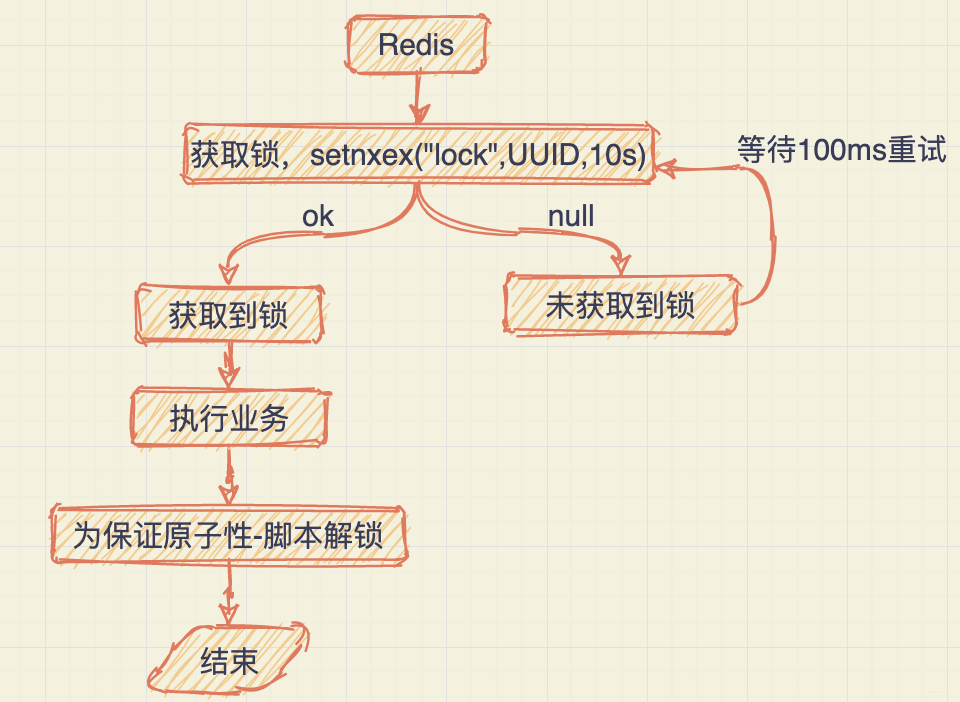 Redis
获取锁，setnxex("lock",UUID,10s)
等待100ms重试
ok
null
获取到锁
未获取到锁
执行业务
为保证原子性-脚本解锁
结束